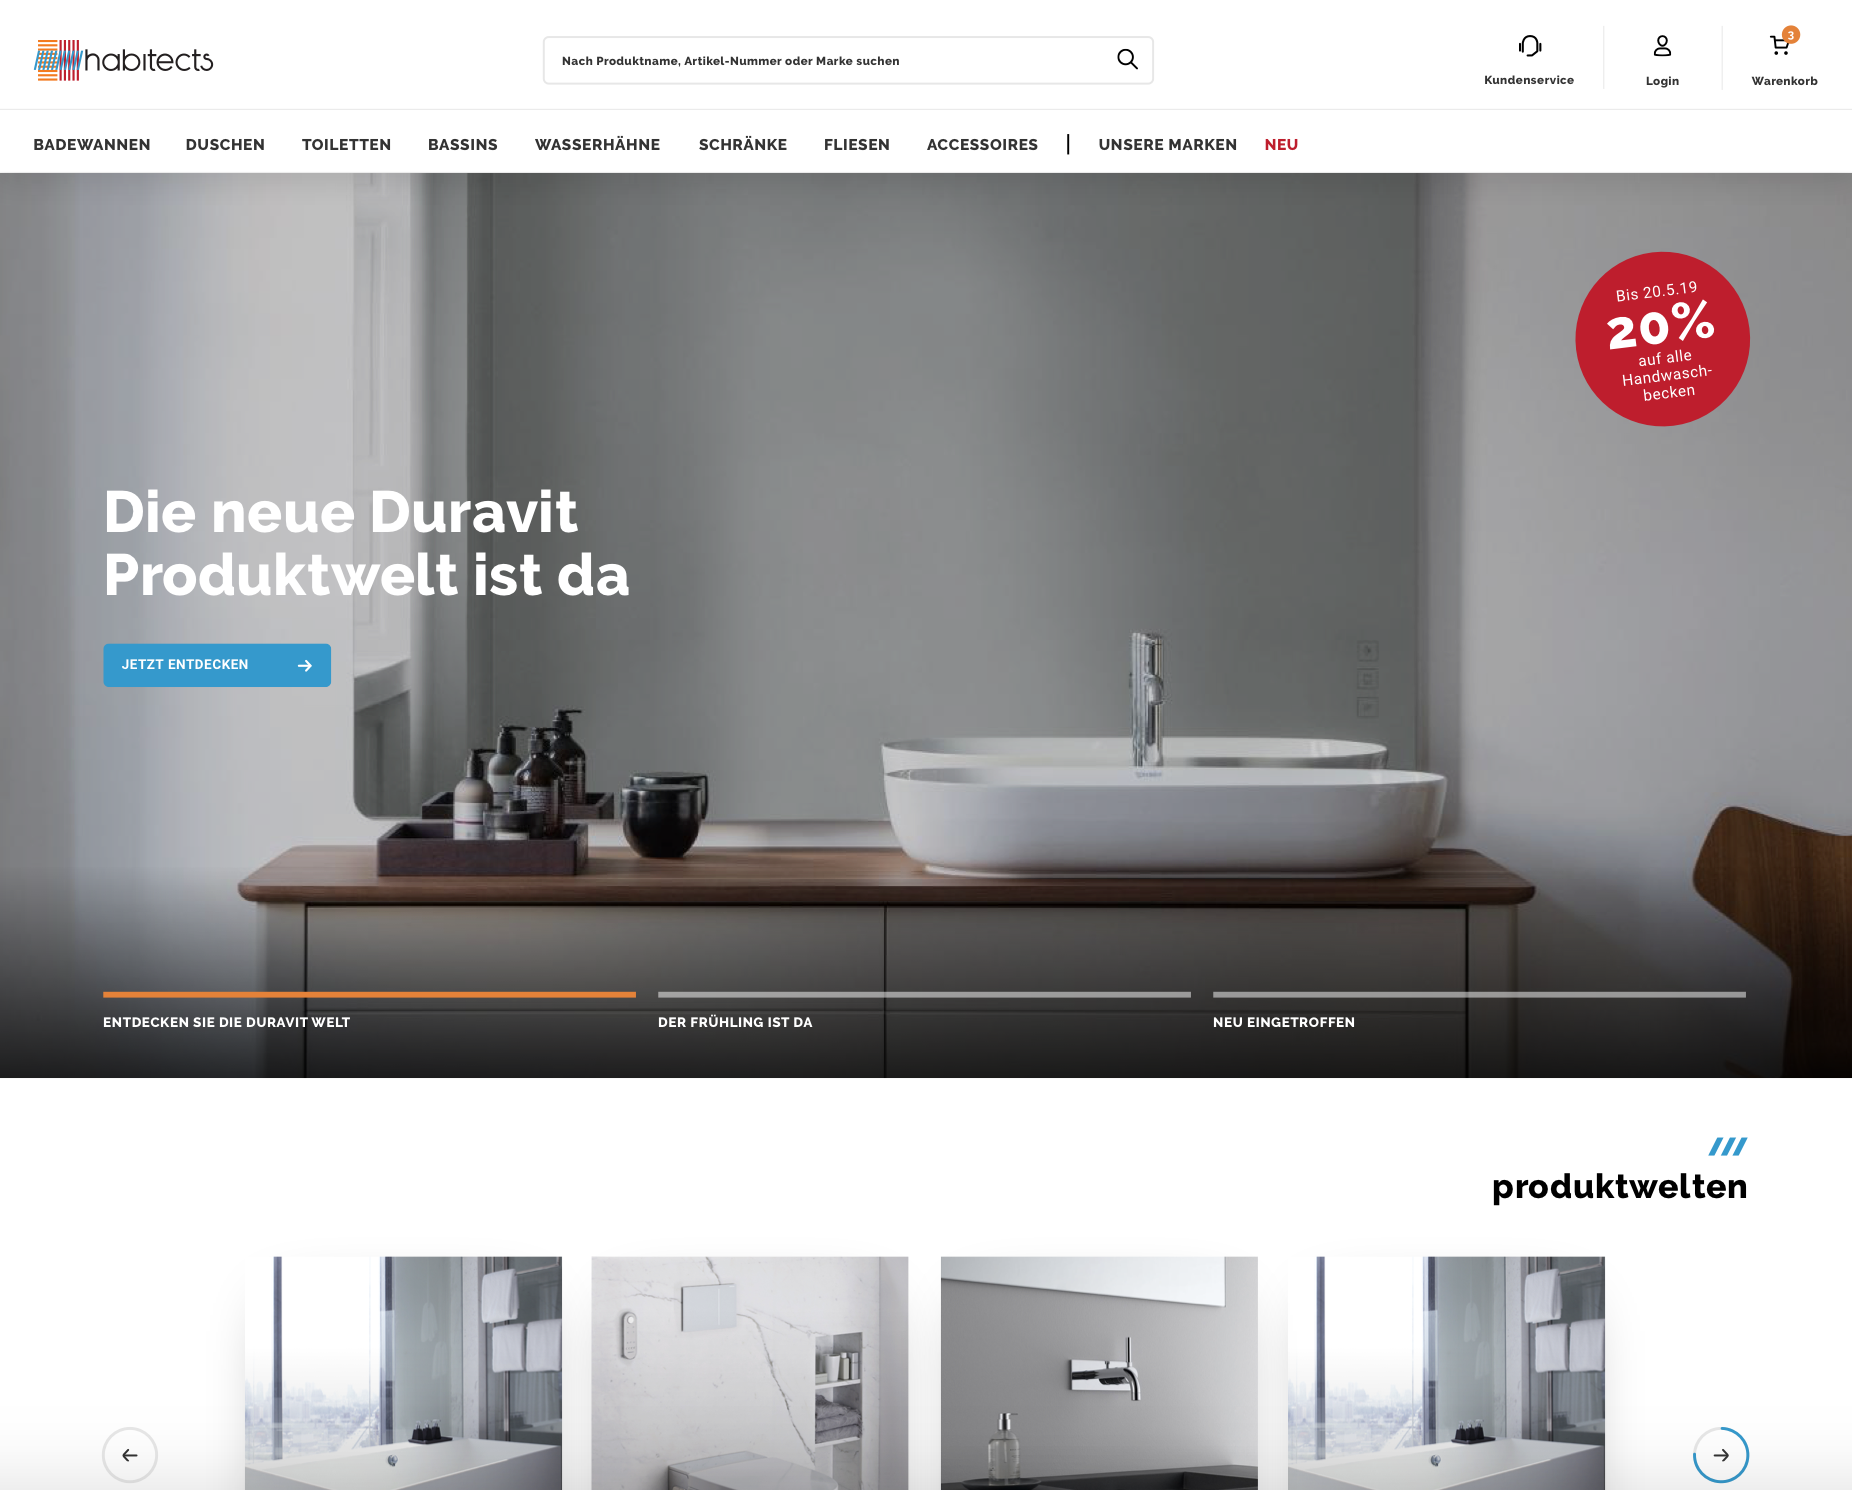 habitects
Nach Produktname, Artikel-Nummer oder Marke suchen
Kundenservice
Login
3
Warenkorb
BADEWANNEN
DUSCHEN
TOILETTEN
BASSINS
WASSERHÄHNE
SCHRÄNKE
FLIESEN
ACCESSOIRES
UNSERE MARKEN
NEU
Bis 20.5.19
20%
auf alle
Handwasch-
becken
Die neue Duravit
Produktwelt ist da
JETZT ENTDECKEN
ENTDECKEN SIE DIE DURAVIT WELT
DER FRÜHLING IST DA
NEU EINGETROFFEN
produktwelten